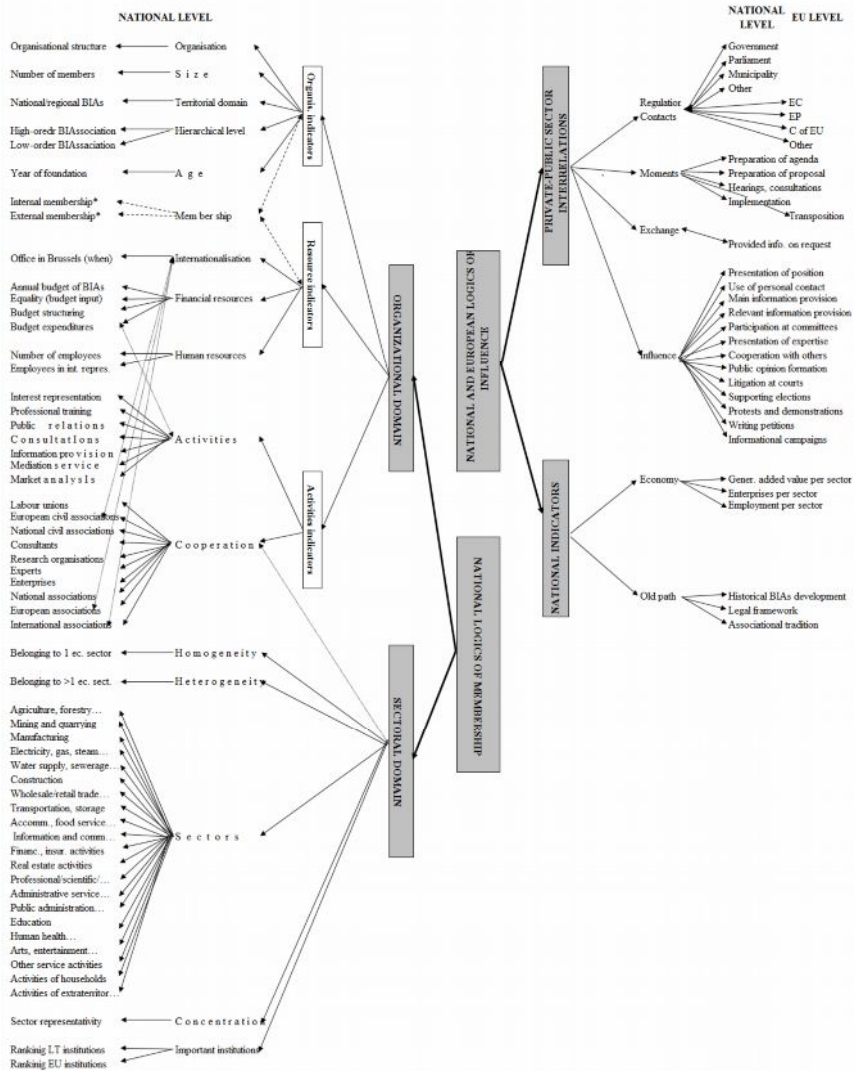 NATIONAL LEVEL
Organisational structure
Number of members
National/regional BIAs
High-oredr BIAssociation
Low-order BIAssaciation
Year of foundation
Internal membership*
External membership*
Office in Brussels (when)
Annual budget of BIAs
Equality (budget input)
Budget structuring
Budget expenditures
Number of employees
Employees in int. repres.
Interest representation
Professional training
Public relations
Consultations
Information provision
Mediation service
Market analysIs
Labour unions
European civil associations
National civil associations
Consultants
Research organisations
Experts
Enterprises
National associations
European associations
International associations
Belonging to 1 ec. sector
Belonging to >1 ec. sect.
Agriculture, forestry…
Mining and quarrying
Manufacturing
Electricity, gas, steam…
Water supply, sewerage…
Construction
Wholesale/retail trade…
Transportation, storage
Accomm., food service…
Information and comm…
Financ., insur. activities
Real estate activities
Professional/scientific/…
Administrative service…
Public administration…
Education
Human health…
Arts, entertainment…
Other service activities
Activities of households
Activities of extraterritor…
Sector representativity
Rankinig LT institutions
Rankinig EU institutions
Organisation
Size
Territorial domain
Hierarchical level
Age
Mem ber ship
Internationalisation
Financial resources
Human resources
Activities
Cooperation
Homogeneity
Heterogeneity
Sectors
Concentration
Important institutions
Organis. indicators
Resource indicators
Activities indicators
ORGANIZATIONAL DOMAIN
SECTORAL DOMAIN
NATIONAL AND EUROPEAN LOGICS OF
INFLUENCE
NATIONAL LOGICS OF MEMBERSHIP
PRIVATE-PUBLIC SECTOR
INTERRELATIONS
NATIONAL INDICATORS
Regulation
Contacts
Moments
Exchange
Influence
Economy
Old path
NATIONAL
LEVEL
EU LEVEL
Government
Parliament
Municipality
Other
EC
EP
C of EU
Other
Preparation of agenda
Preparation of proposal
Hearings, consultations
Implementation
Transposition
Provided info. on request
Presentation of position
Use of personal contact
Main information provision
Relevant information provision
Participation at committees
Presentation of expertise
Cooperation with others
Public opinion formation
Litigation at courts
Supporting elections
Protests and demonstrations
Writing petitions
Informational campaigns
Gener. added value per sector
Enterprises per sector
Employment per sector
Historical BIAs development
Legal framework
Associational tradition